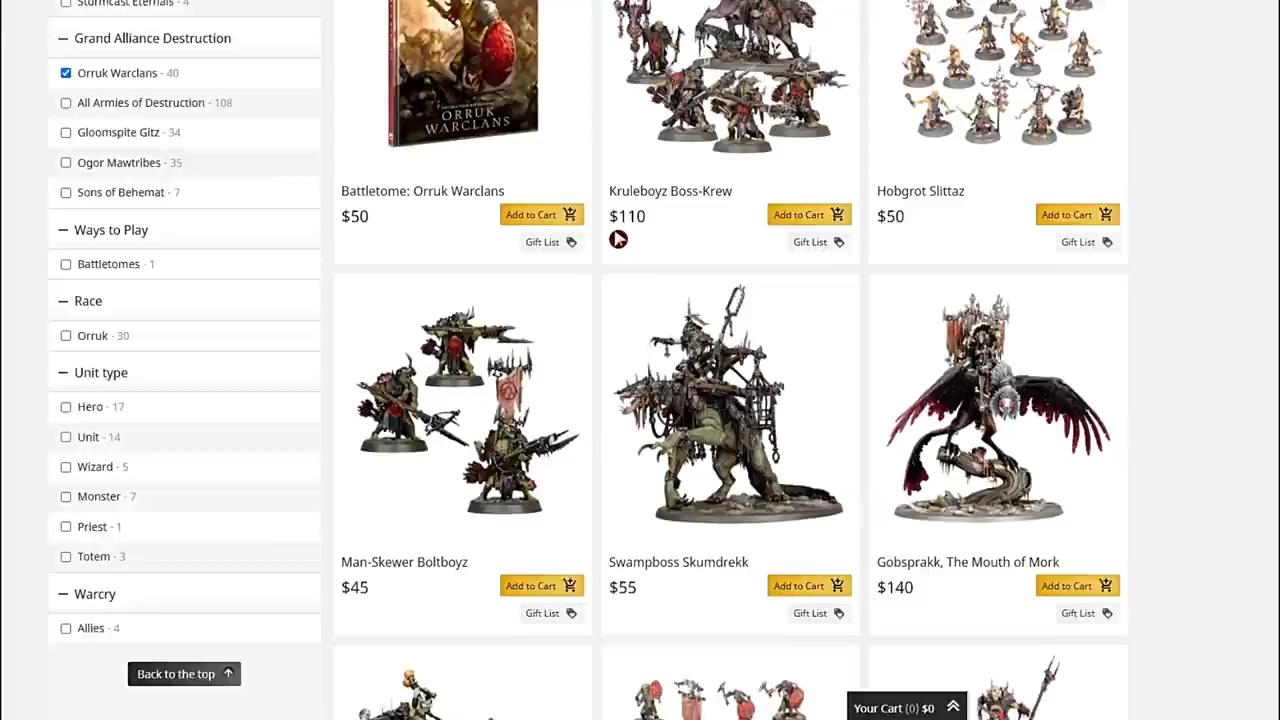 Stormcast Eternals - 4
Grand Alliance Destruction
Orruk Warclans - 40
All Armies of Destruction - 108
Gloomspite Gitz - 34
Ogor Mawtribes - 35
Sons of Behemat - 7
Ways to Play
Battletomes - 1
Race
Orruk - 30
Unit type
Hero - 17
Unit - 14
Wizard - 5
Monster - 7
Priest - 1
Totem - 3
Warcry
Allies - 4
Back to the top
ORRUK
WARCLANS
Battletome: Orruk Warclans
$50
Add to Cart
Gift List
Kruleboyz Boss-Krew
$110
Add to Cart
Gift List
Hobgrot Slittaz
$50
Add to Cart
Gift List
Man-Skewer Boltboyz
$45
Add to Cart
Gift List
Swampboss Skumdrekk
$55
Add to Cart
Gift List
Gobsprakk, The Mouth of Mork
$140
Add to Cart
Gift List
Your Cart (0) $0